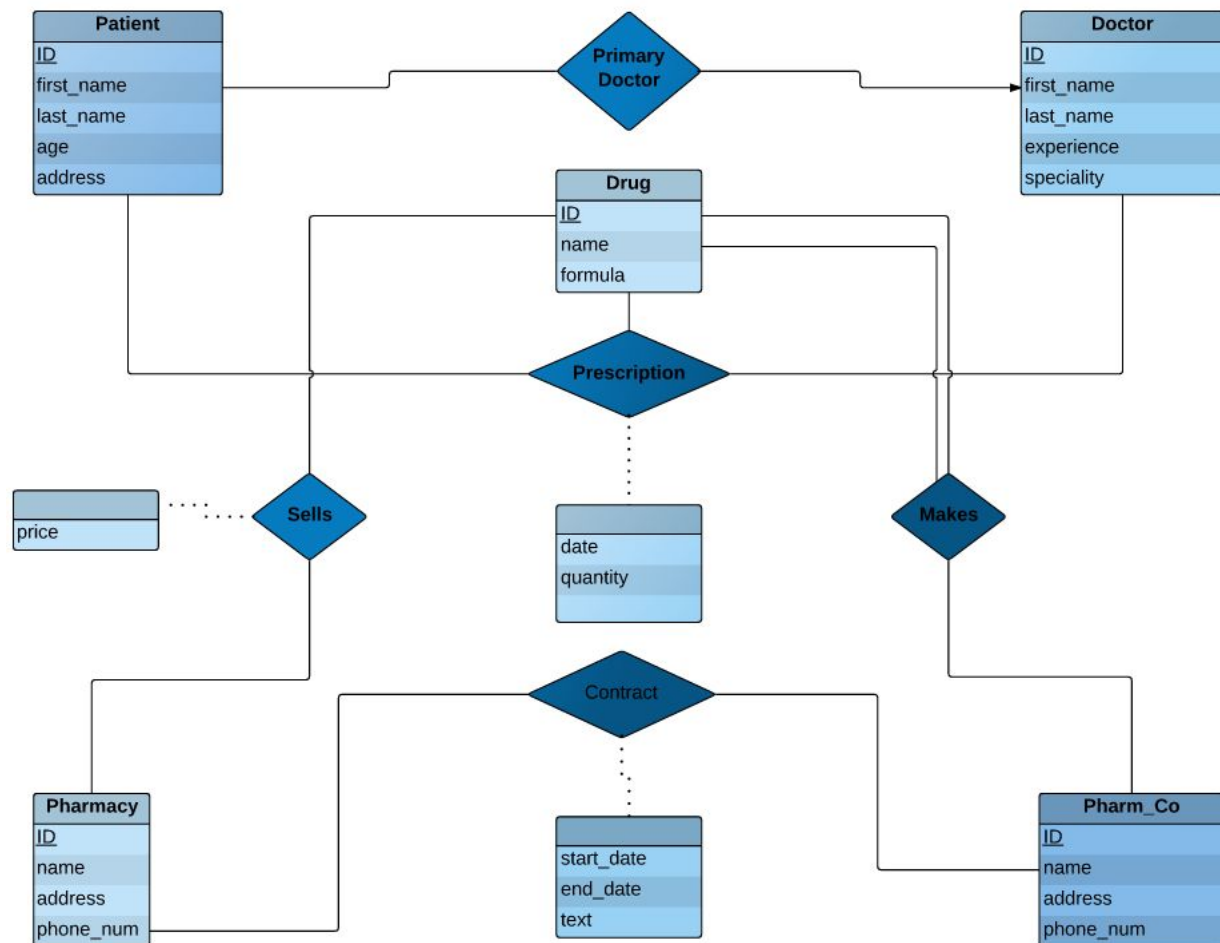 Patient
ID
first_name
last_name
age
address
Primary
Doctor
Doctor
ID
first_name
last_name
experience
speciality
Drug
ID
name
formula
Prescription
price
Sells
date
quantity
Makes
Contract
Pharmacy
ID
name
address
phone_num
start_date
end_date
text
Pharm_Co
ID
name
address
phone_num